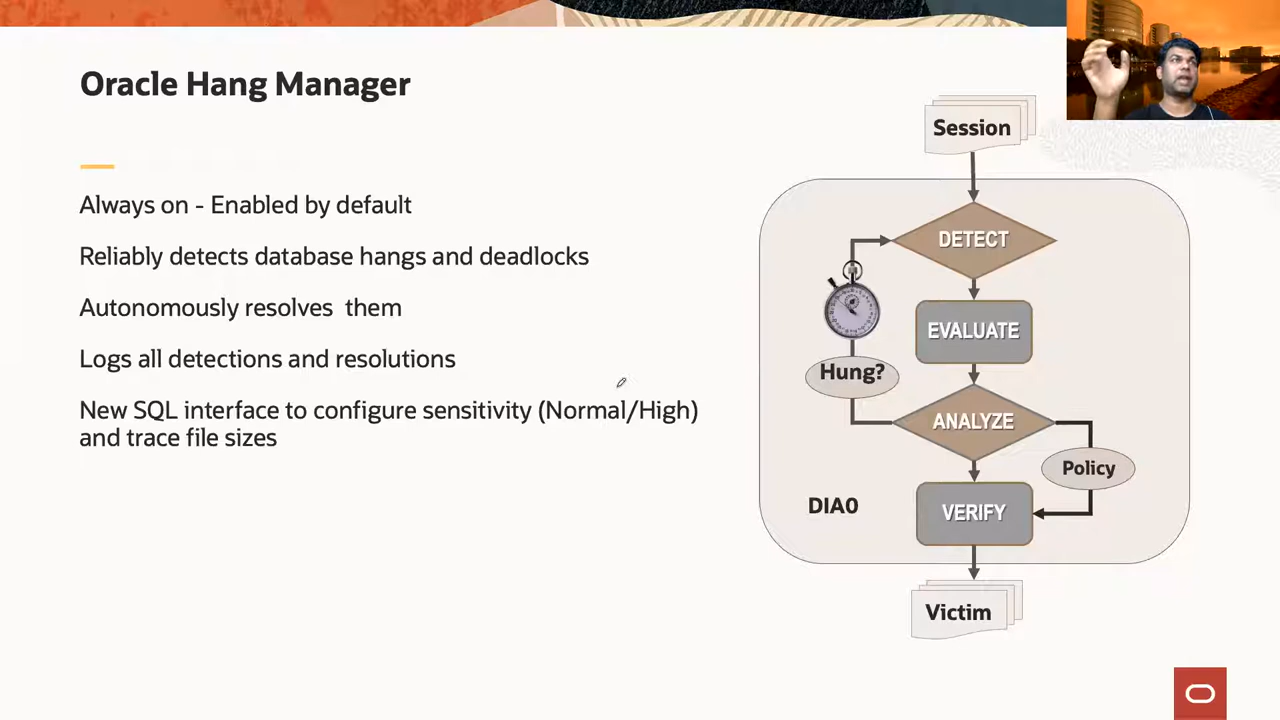 Oracle Hang Manager
Always on - Enabled by default
Reliably detects database hangs and deadlocks
Autonomously resolves  them
Logs all detections and resolutions
New SQL interface to configure sensitivity (Normal/High)
and trace file sizes
Session
DETECT
EVALUATE
Hung?
ANALYZE
Policy
DIA0
VERIFY
Victim